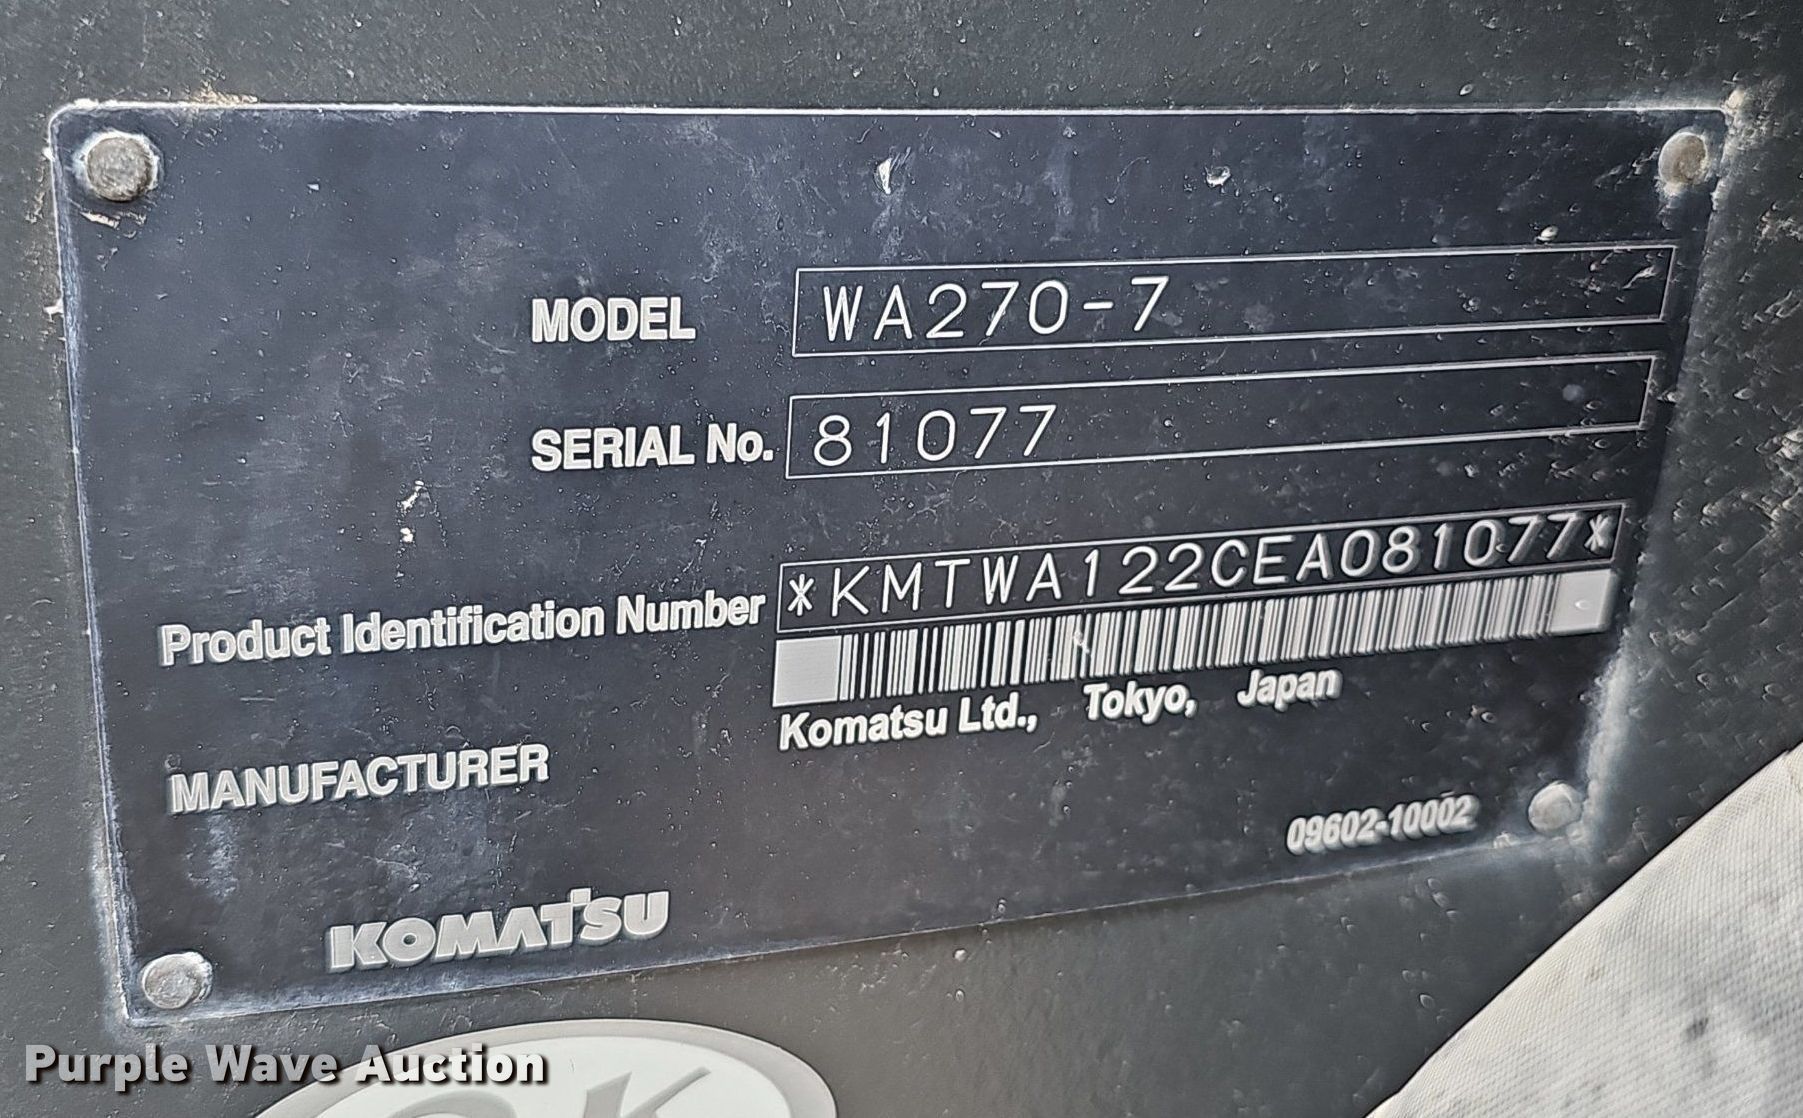 MODEL WA270-7
SERIAL No. 81077
Product Identification Number *KMTWA122CEA081077*
MANUFACTURER Komatsu Ltd., Tokyo, Japan
09602-10002
KOMATSU
Purple Wave Auction